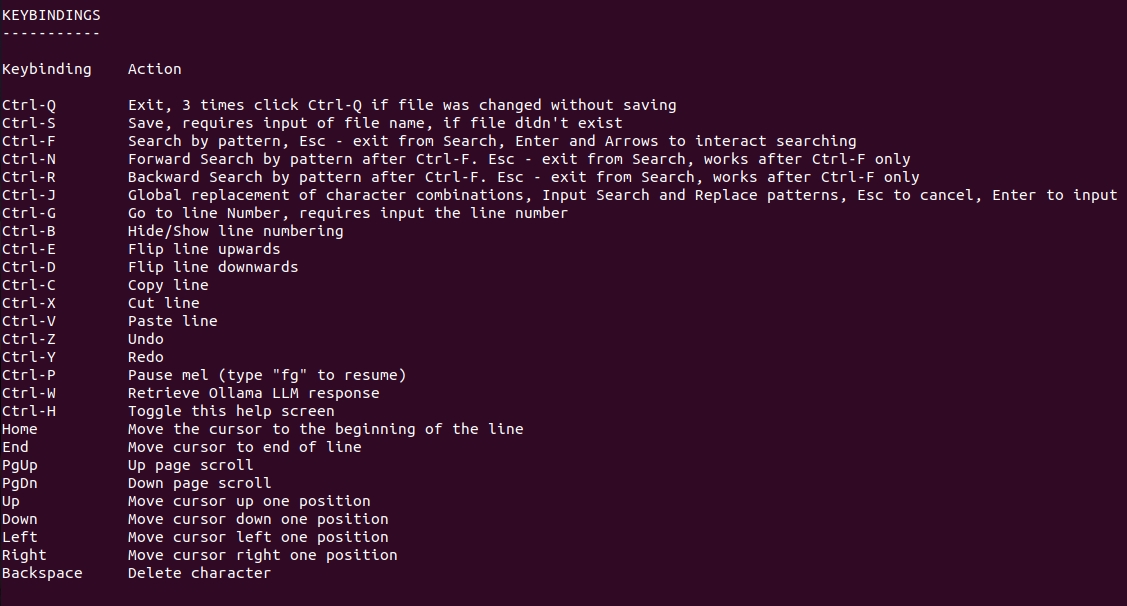 KEYBINDINGS
-----------
Keybinding    Action
Ctrl-Q        Exit, 3 times click Ctrl-Q if file was changed without saving
Ctrl-S        Save, requires input of file name, if file didn't exist
Ctrl-F        Search by pattern, Esc - exit from Search, Enter and Arrows to interact searching
Ctrl-N        Forward Search by pattern after Ctrl-F. Esc - exit from Search, works after Ctrl-F only
Ctrl-R        Backward Search by pattern after Ctrl-F. Esc - exit from Search, works after Ctrl-F only
Ctrl-J        Global replacement of character combinations, Input Search and Replace patterns, Esc to cancel, Enter to input
Ctrl-G        Go to line Number, requires input the line number
Ctrl-B        Hide/Show line numbering
Ctrl-E        Flip line upwards
Ctrl-D        Flip line downwards
Ctrl-C        Copy line
Ctrl-X        Cut line
Ctrl-V        Paste line
Ctrl-Z        Undo
Ctrl-Y        Redo
Ctrl-P        Pause mel (type "fg" to resume)
Ctrl-W        Retrieve Ollama LLM response
Ctrl-H        Toggle this help screen
Home          Move the cursor to the beginning of the line
End           Move cursor to end of line
PgUp          Up page scroll
PgDn          Down page scroll
Up            Move cursor up one position
Down          Move cursor down one position
Left          Move cursor left one position
Right         Move cursor right one position
Backspace     Delete character